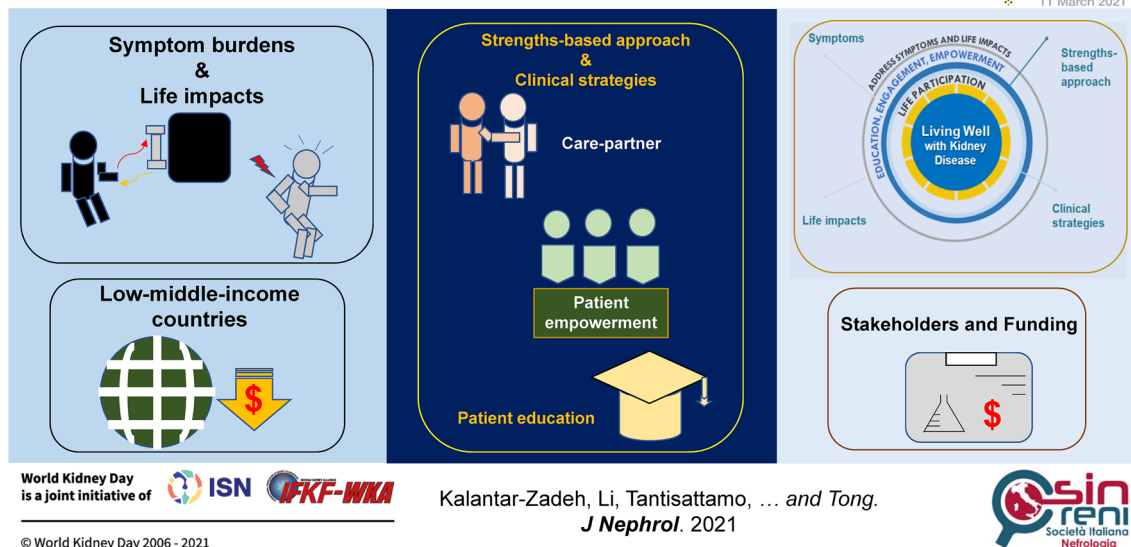 11 March 2021
Symptom burdens
&
Life impacts
Low-middle-income
countries
$
Strengths-based approach
&
Clinical strategies
Care-partner
Patient
empowerment
Patient education
Symptoms
ADDRESS SYMPTOMS AND LIFE IMPACTS
EDUCATION, ENGAGEMENT, EMPOWERMENT
LIFE PARTICIPATION
Strengths-
based
approach
Living Well
with Kidney
Disease
Life impacts
Clinical
strategies
Stakeholders and Funding
$
World Kidney Day
is a joint initiative of
ISN
IFKF-WKA
Kalantar-Zadeh, Li, Tantisattamo, … and Tong.
J Nephrol. 2021
sin
reni
Società Italiana
Nefrologia
© World Kidney Day 2006 - 2021